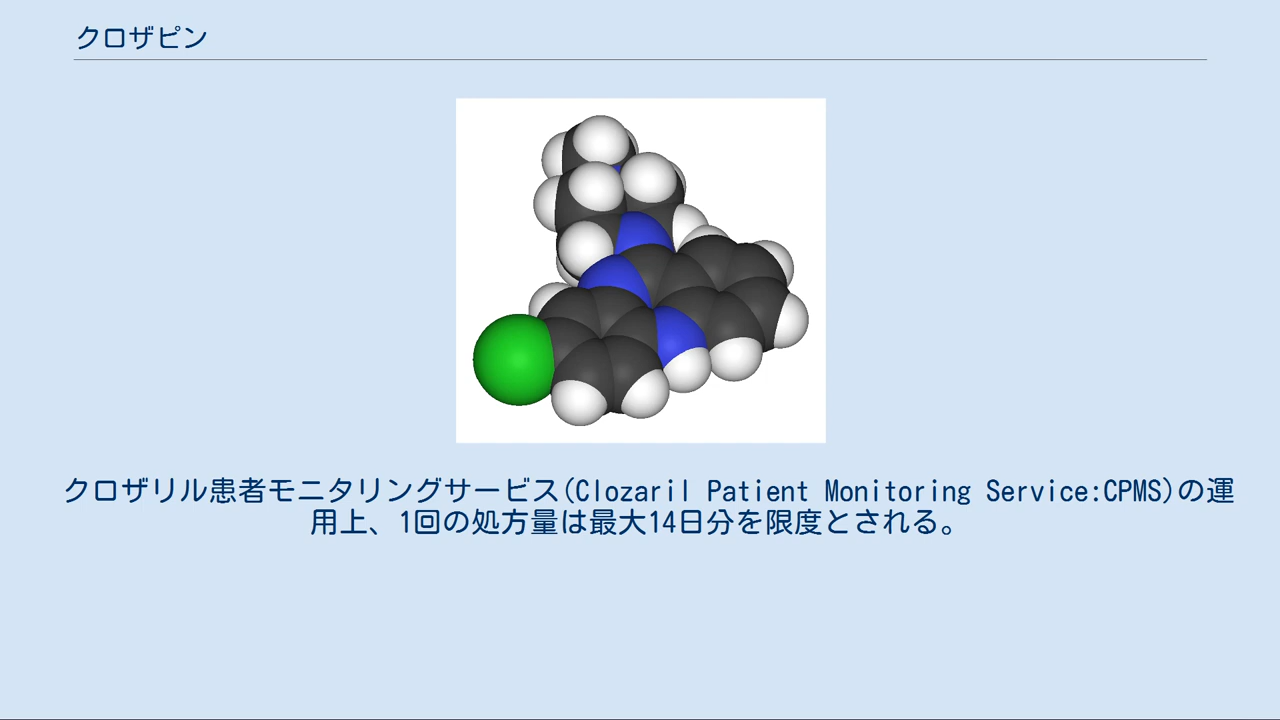 クロザピン
クロザリル患者モニタリングサービス(Clozaril Patient Monitoring Service:CPMS)の運
用上、1回の処方量は最大14日分を限度とされる。